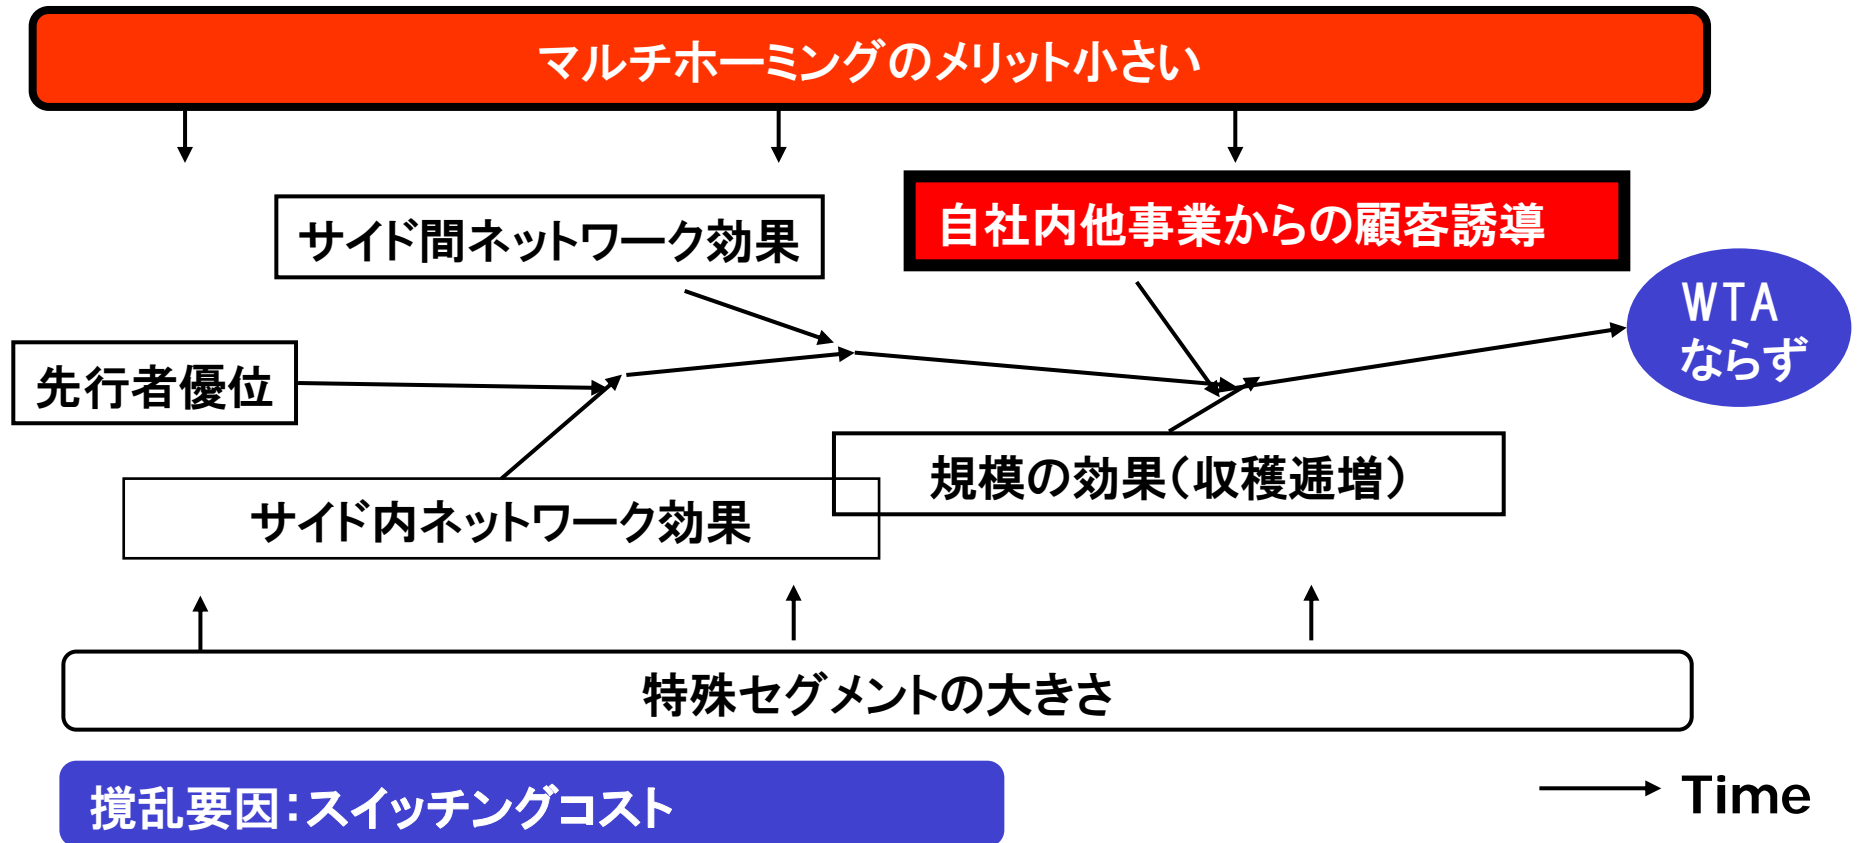 マルチホーミングのメリット小さい
サイド間ネットワーク効果
自社内他事業からの顧客誘導
WTA
ならず
先行者優位
規模の効果(収穫逓増)
サイド内ネットワーク効果
特殊セグメントの大きさ
撹乱要因:スイッチングコスト
Time